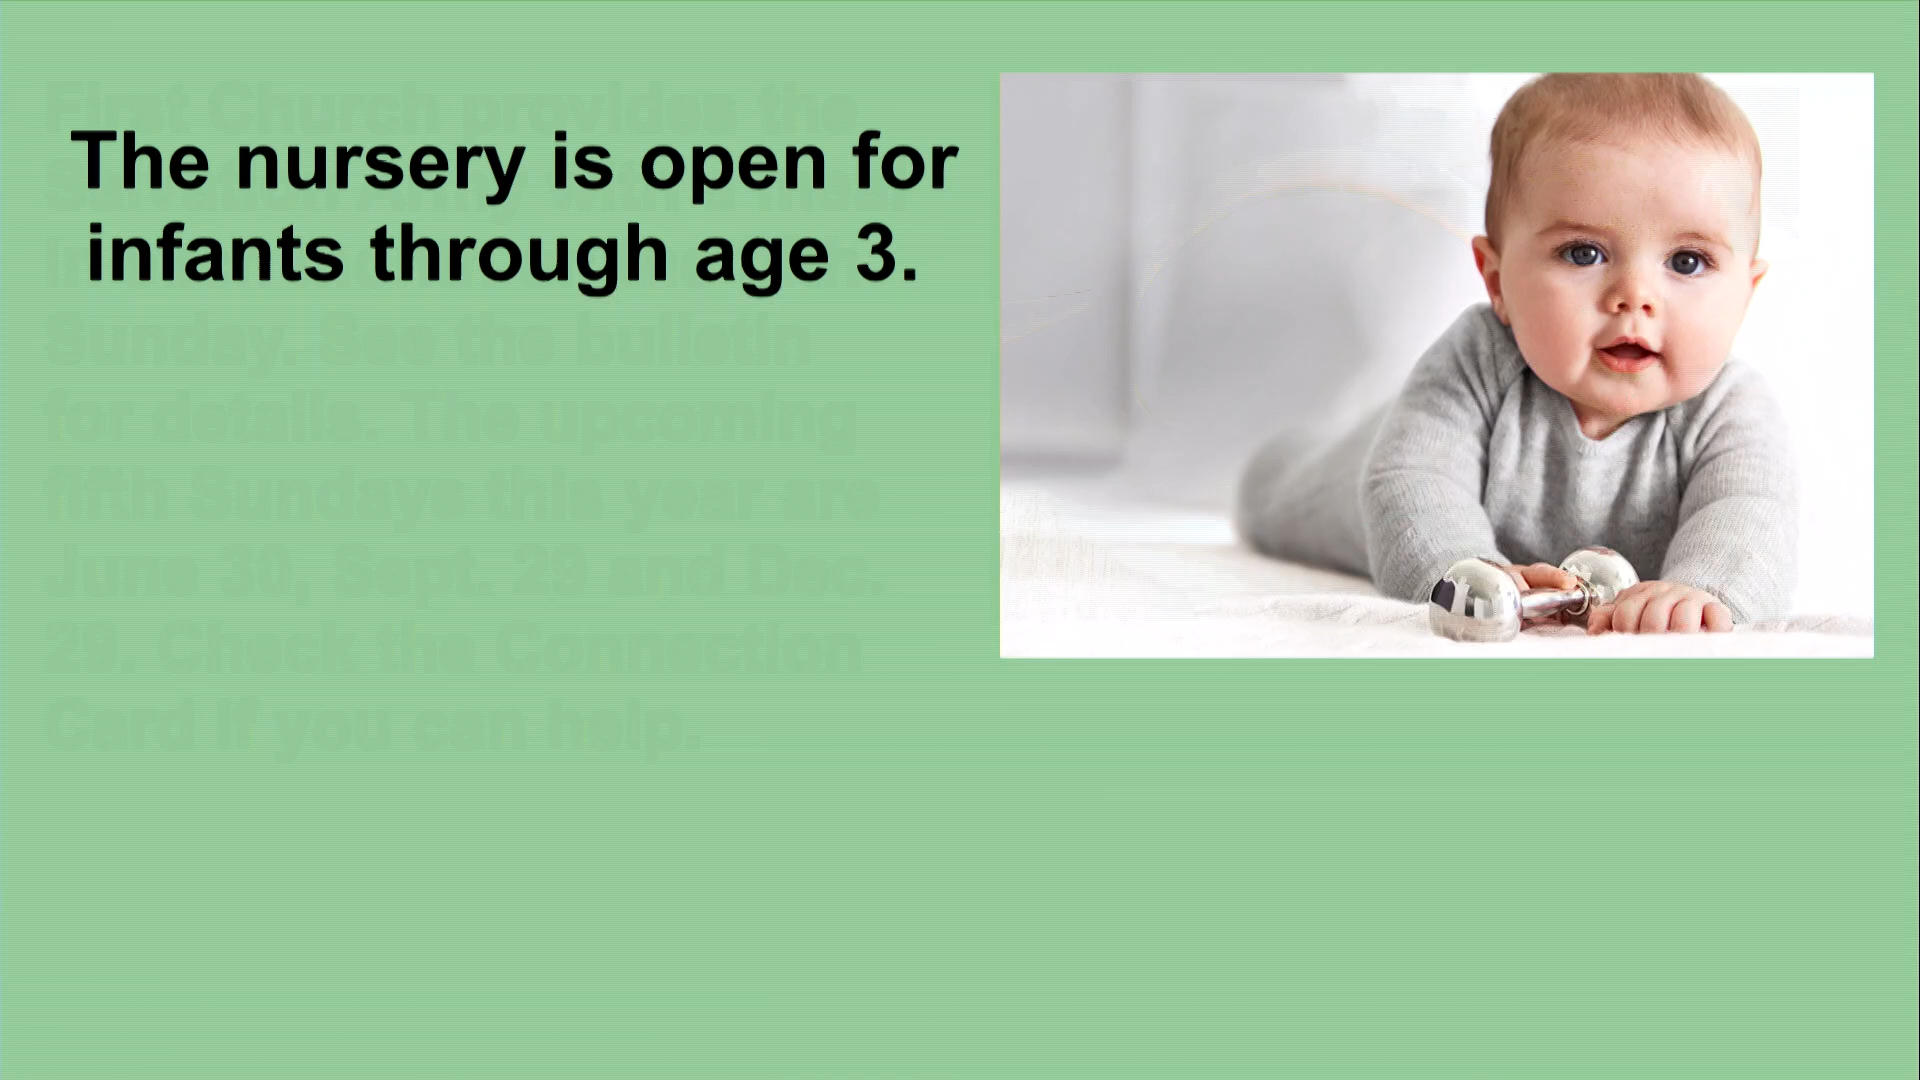 The nursery is open for
infants through age 3.
First Church provides the
Sunday. See the bulletin
for details. The upcoming
fifth Sundays this year are
June 30, Sept. 29 and Dec.
29. Check the Connection
Card if you can help.